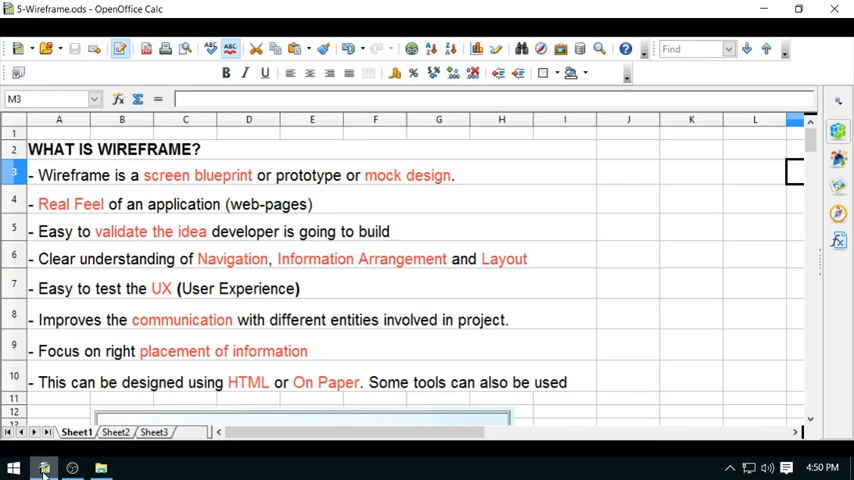 5-Wireframe.ods - OpenOffice Calc
Find
B I U
M3
A B C D E F G H I J K L
1
2 WHAT IS WIREFRAME?
3 - Wireframe is a screen blueprint or prototype or mock design.
4 - Real Feel of an application (web-pages)
5 - Easy to validate the idea developer is going to build
6 - Clear understanding of Navigation, Information Arrangement and Layout
7 - Easy to test the UX (User Experience)
8 - Improves the communication with different entities involved in project.
9 - Focus on right placement of information
10 - This can be designed using HTML or On Paper. Some tools can also be used
11
12
Sheet1 Sheet2 Sheet3
4:50 PM